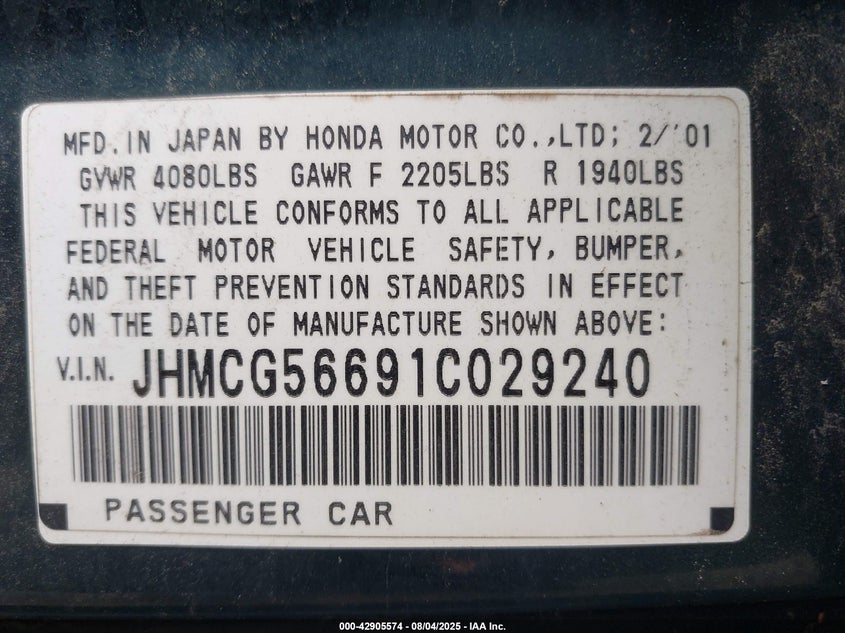 MFD. IN JAPAN BY HONDA MOTOR CO.,LTD; 2/'01
GVWR 4080LBS GAWR F 2205LBS R 1940LBS
THIS VEHICLE CONFORMS TO ALL APPLICABLE
FEDERAL MOTOR VEHICLE SAFETY, BUMPER,
AND THEFT PREVENTION STANDARDS IN EFFECT
ON THE DATE OF MANUFACTURE SHOWN ABOVE:
V.I.N. JHMCG56691C029240
PASSENGER CAR
000-42905574 - 08/04/2025 - IAA Inc.